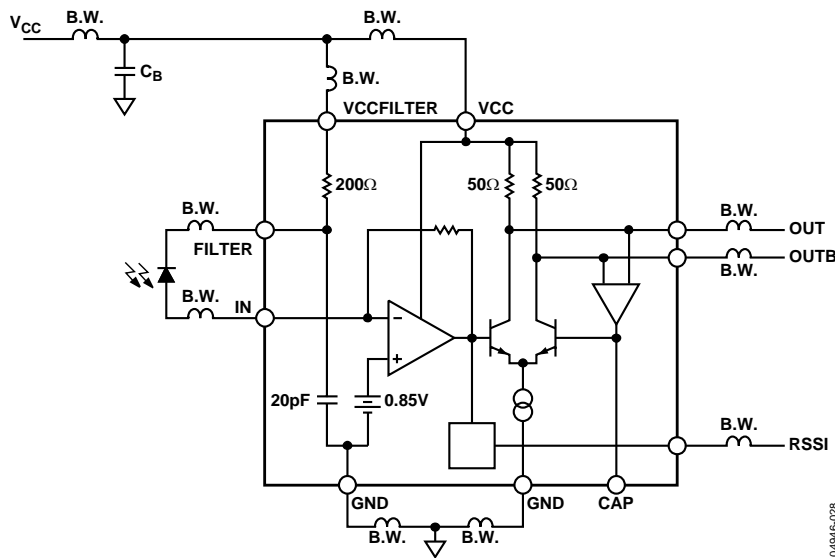 B.W.
VCC
B.W.
CB
B.W.
VCCFILTER
VCC
200Ω
50Ω
50Ω
B.W.
FILTER
B.W.
OUT
OUTB
B.W.
B.W.
IN
−
+
20pF
0.85V
B.W.
RSSI
GND
GND
CAP
B.W.
B.W.
04946-028